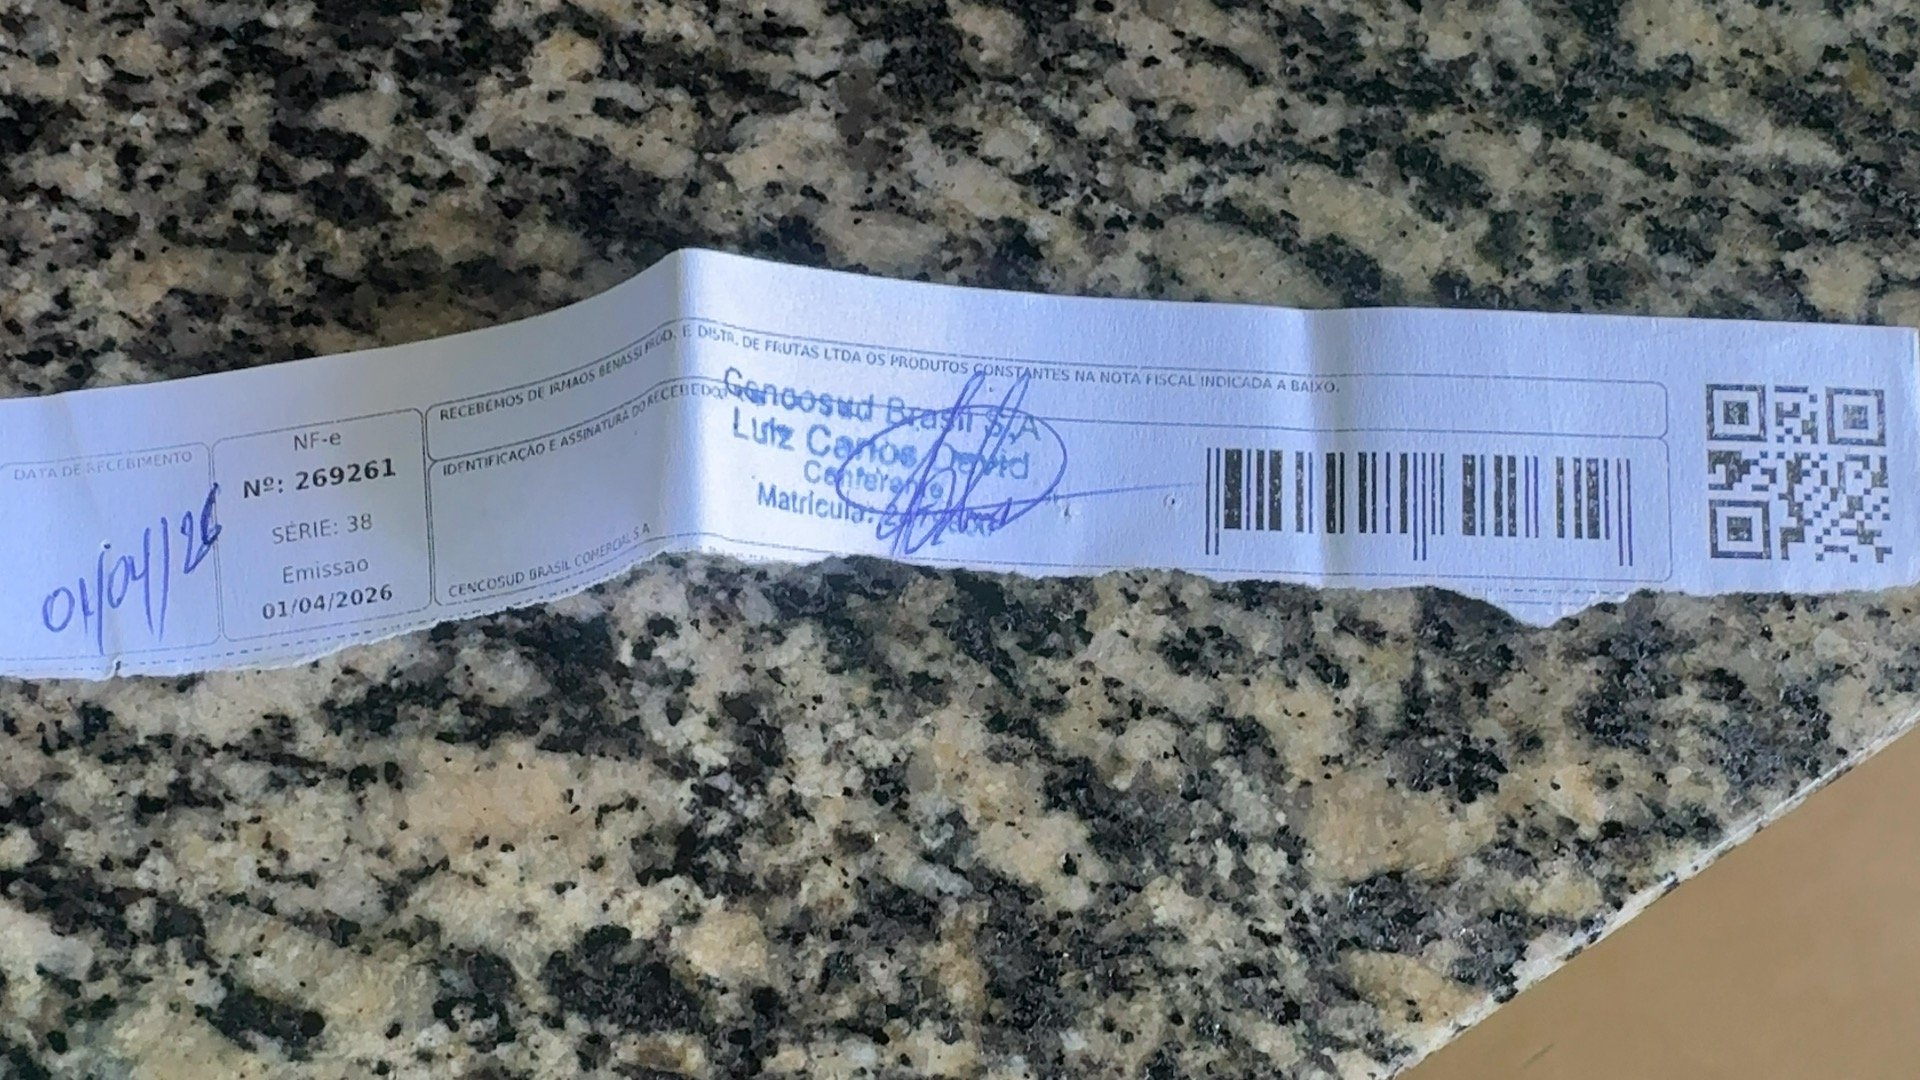 RECEBEMOS DE IRMAOS BENASSI PROD. E DISTR. DE FRUTAS LTDA OS PRODUTOS CONSTANTES NA NOTA FISCAL INDICADA A BAIXO.
DATA DE RECEBIMENTO
01/04/26
NF-e
Nº: 269261
SÉRIE: 38
Emissao
01/04/2026
IDENTIFICAÇÃO E ASSINATURA DO RECEBEDOR
Cencosud Brasil S.A
Luiz Carlos David
Conferente
Matricula:
CENCOSUD BRASIL COMERCIAL S A